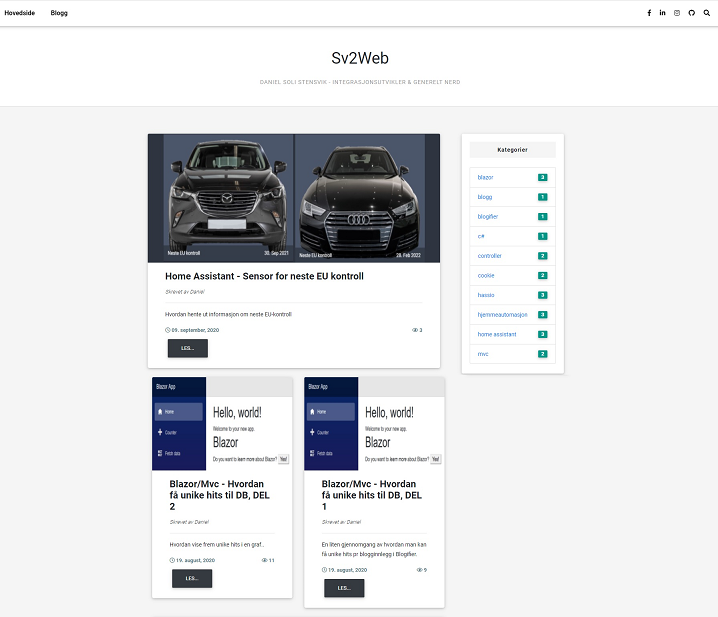 Hovedside Blogg
Sv2Web
DANIEL SOLI STENSVIK - INTEGRASJONSUTVIKLER & GENERELT NERD
Neste EU kontroll 30. Sep 2021
Neste EU kontroll 28. Feb 2022
Home Assistant - Sensor for neste EU kontroll
Skrevet av Daniel
Hvordan hente ut informasjon om neste EU-kontroll
09. september, 2020 3
LES...
Kategorier
blazor 3
blogg 1
blogifier 1
c# 1
controller 2
cookie 2
hassio 3
hjemmeautomasjon 3
home assistant 3
mvc 2
Blazor App
Home
Counter
Fetch data
Hello, world!
Welcome to your new app.
Blazor
Do you want to learn more about Blazor? Yes!
Blazor/Mvc - Hvordan
få unike hits til DB, DEL
2
Skrevet av Daniel
Hvordan vise frem unike hits i en graf..
19. august, 2020 11
LES...
Blazor App
Home
Counter
Fetch data
Hello, world!
Welcome to your new app.
Blazor
Do you want to learn more about Blazor? Yes!
Blazor/Mvc - Hvordan
få unike hits til DB, DEL
1
Skrevet av Daniel
En liten gjennomgang av hvordan man kan
få unike hits pr blogginnlegg i Blogifier.
19. august, 2020 9
LES...